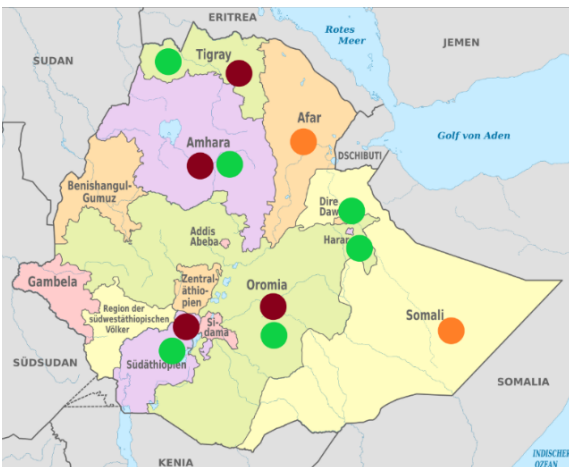 ERITREA
Rotes
Meer
JEMEN
SUDAN
Tigray
Afar
Golf von Aden
Amhara
DSCHIBUTI
Benishangul-
Gumuz
Dire
Daw
Addis
Abeba
Harar
Gambela
Zentral-
äthio-
pien
Oromia
Region der
südwestäthiopischen
Völker
Si-
dama
Somali
SÜDSUDAN
Südäthiopien
SOMALIA
KENIA
INDISCHER
OZEAN